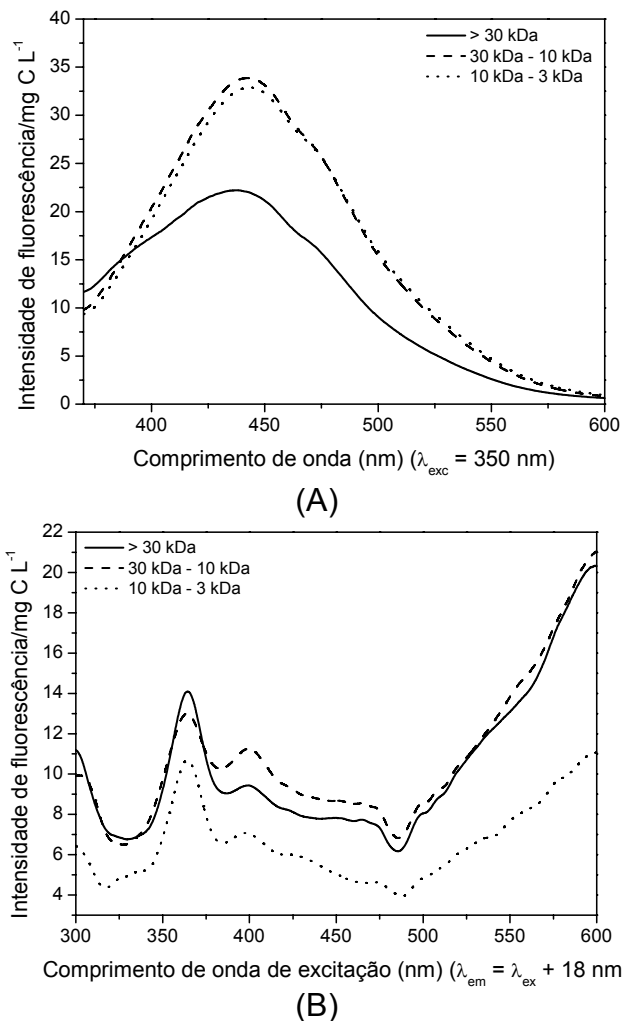 > 30 kDa
30 kDa - 10 kDa
10 kDa - 3 kDa
40
35
30
25
20
15
10
5
0
Intensidade de fluorescência/mg C L⁻¹
400 450 500 550 600
Comprimento de onda (nm) (λexc = 350 nm)
(A)
> 30 kDa
30 kDa - 10 kDa
10 kDa - 3 kDa
22
20
18
16
14
12
10
8
6
4
Intensidade de fluorescência/mg C L⁻¹
300 350 400 450 500 550 600
Comprimento de onda de excitação (nm) (λem = λex + 18 nm
(B)